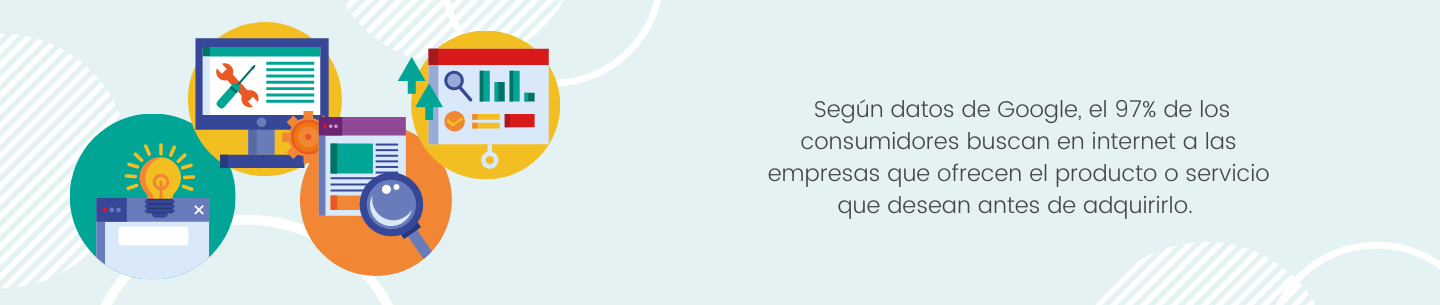 Según datos de Google, el 97% de los
consumidores buscan en internet a las
empresas que ofrecen el producto o servicio
que desean antes de adquirirlo.